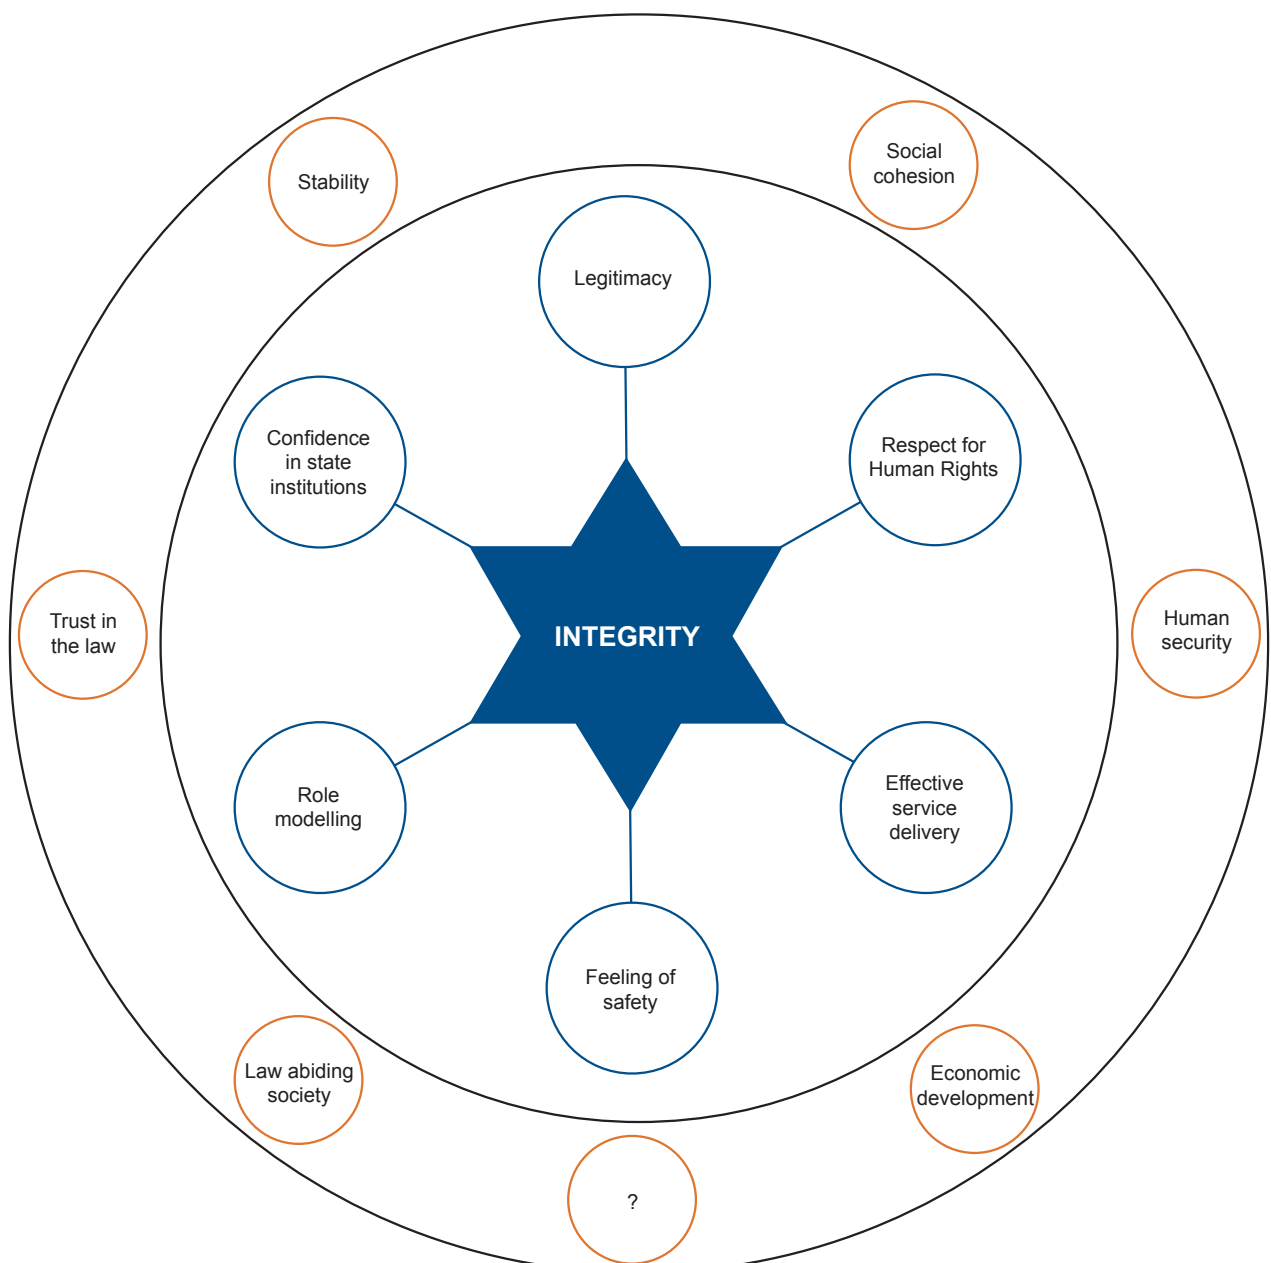 Social
cohesion
Stability
Legitimacy
Confidence
in state
institutions
Respect for
Human Rights
Trust in
the law
INTEGRITY
Human
security
Role
modelling
Effective
service
delivery
Feeling of
safety
Law abiding
society
Economic
development
?